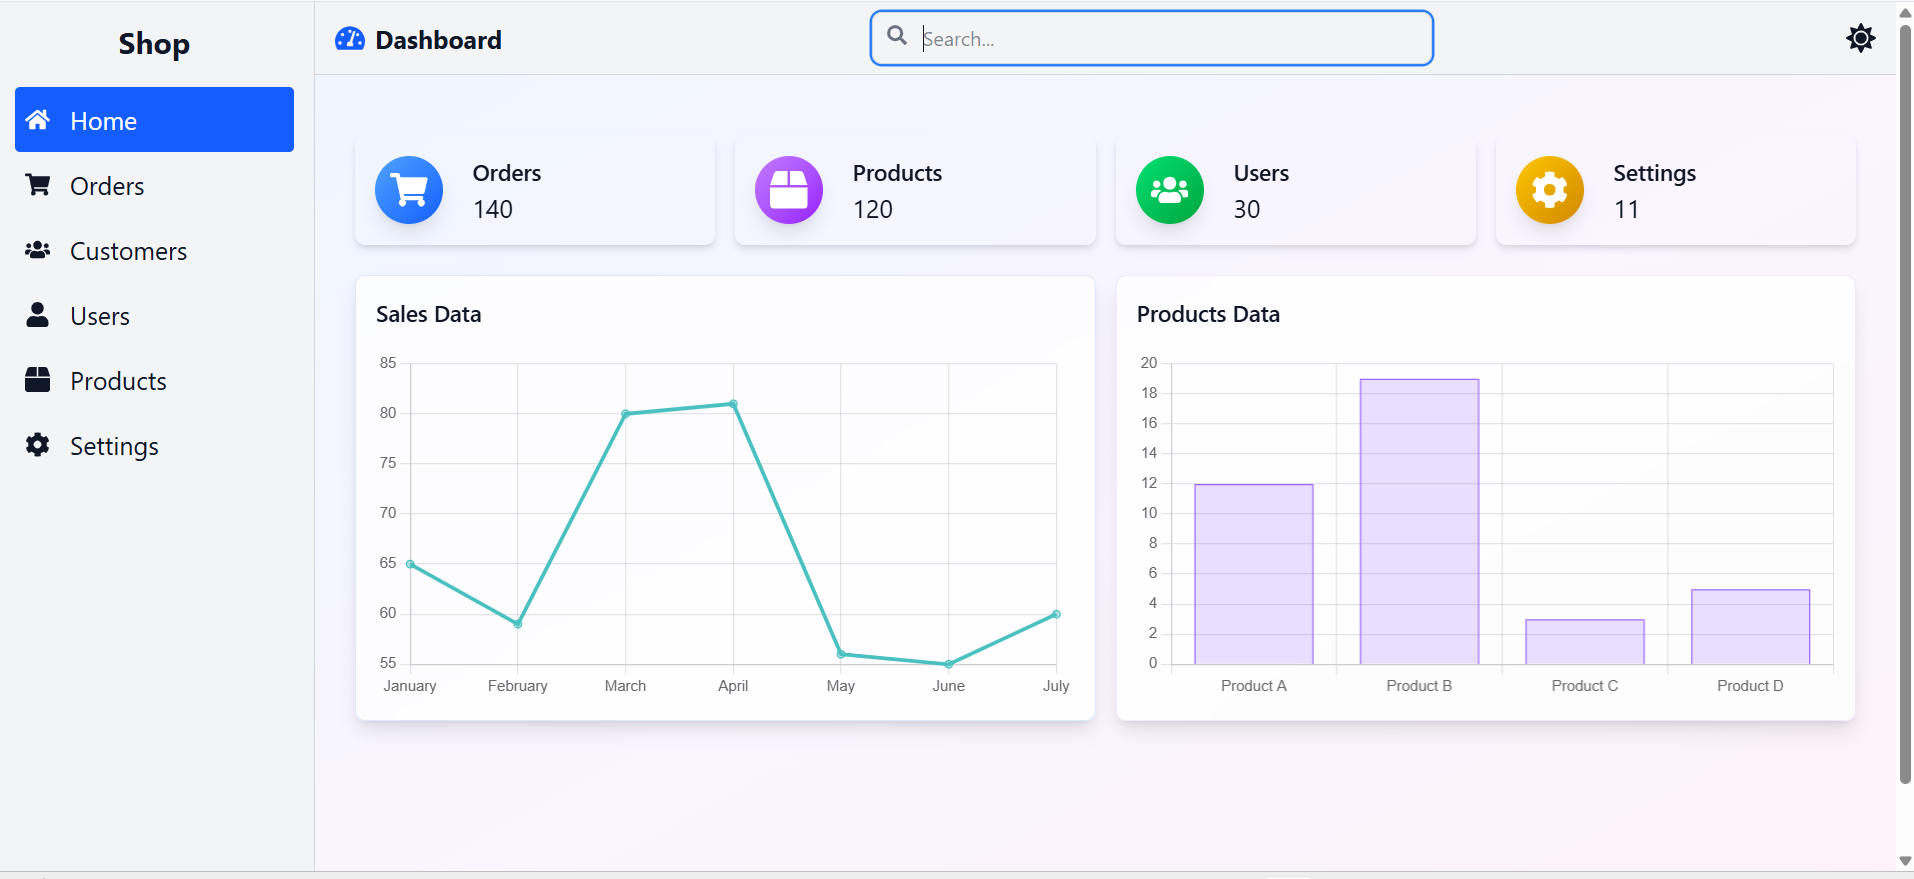 Shop
Home
Orders
Customers
Users
Products
Settings
Dashboard
Search...
Orders
140
Products
120
Users
30
Settings
11
Sales Data
85
80
75
70
65
60
55
January February March April May June July
Products Data
20
18
16
14
12
10
8
6
4
2
0
Product A Product B Product C Product D